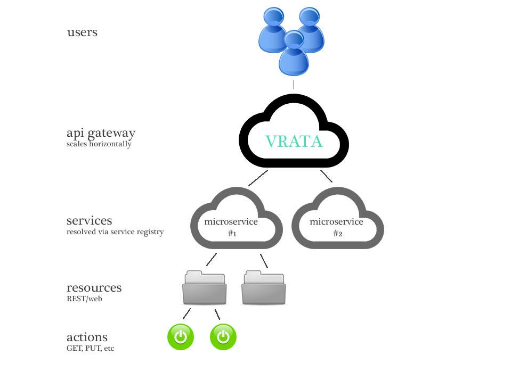 users
api gateway
scales horizontally
VRATA
services
resolved via service registry
microservice
#1
microservice
#2
resources
REST/web
actions
GET, PUT, etc